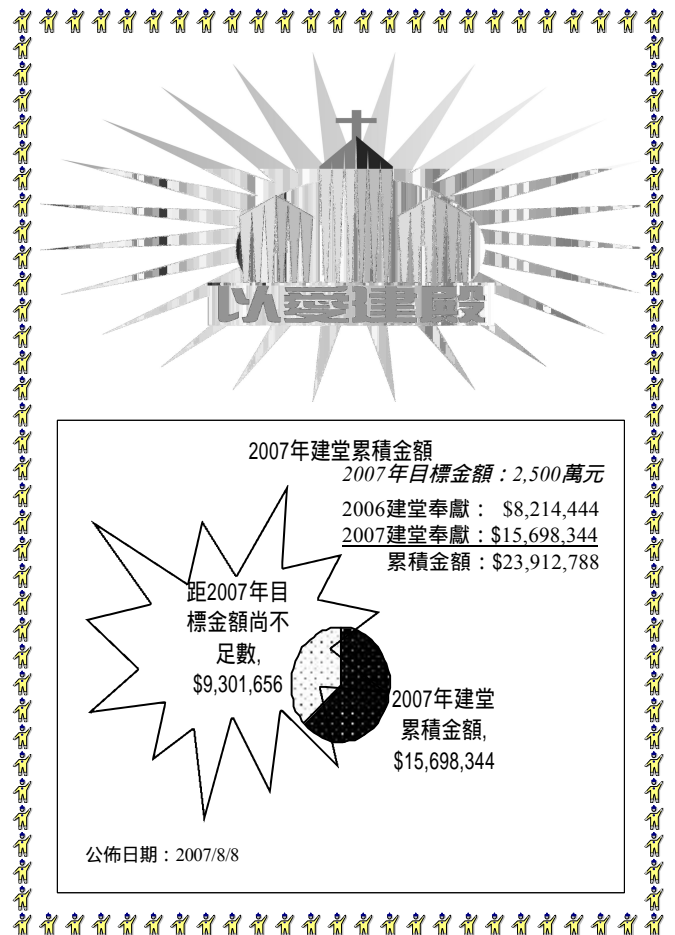 以愛建殿
2007年建堂累積金額
2007年目標金額：2,500萬元
2006建堂奉獻： $8,214,444
2007建堂奉獻：$15,698,344
累積金額：$23,912,788
距2007年目
標金額尚不
足數,
$9,301,656
2007年建堂
累積金額,
$15,698,344
公佈日期：2007/8/8